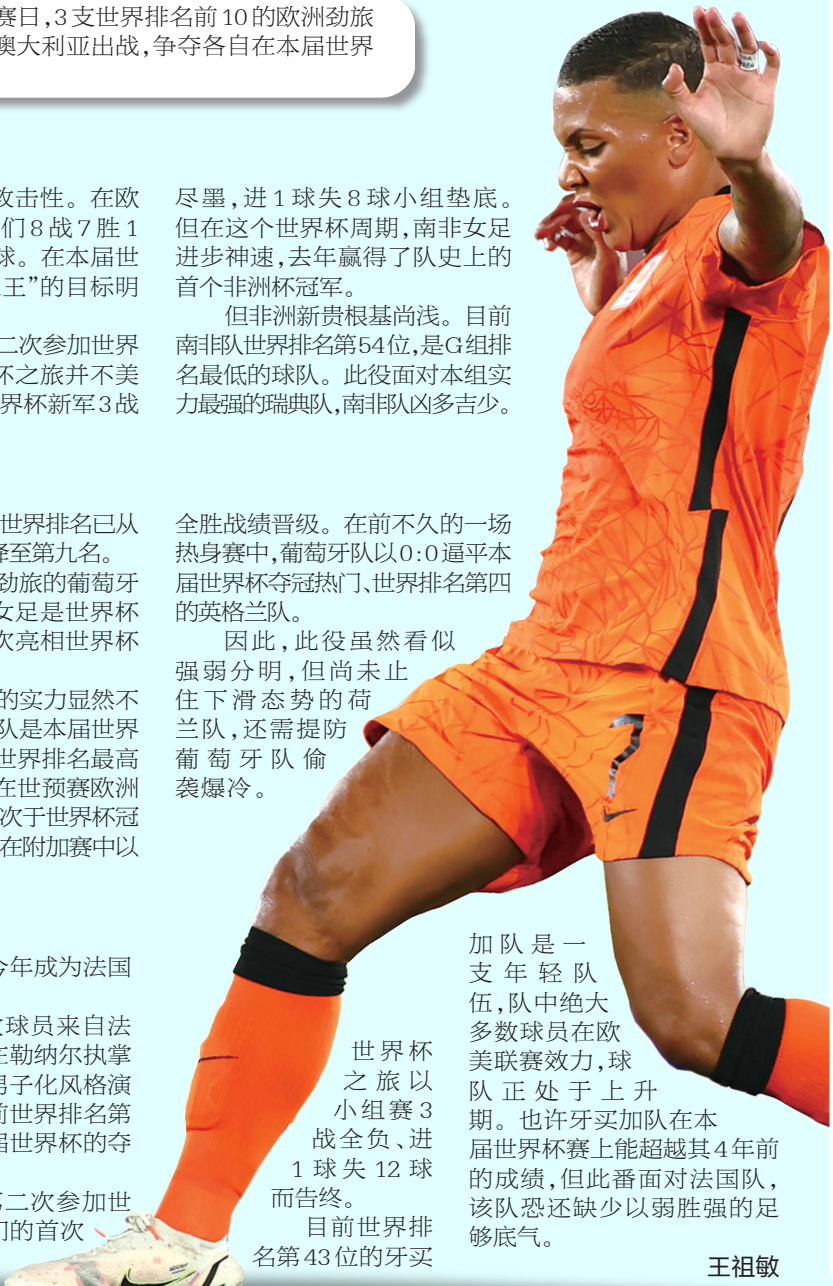 赛日,3支世界排名前10的欧洲劲旅
澳大利亚出战,争夺各自在本届世界
攻击性。在欧
们8战7胜1
球。在本届世
王”的目标明
二次参加世界
杯之旅并不美
界杯新军3战
尽墨,进1球失8球小组垫底。
但在这个世界杯周期,南非女足
进步神速,去年赢得了队史上的
首个非洲杯冠军。
但非洲新贵根基尚浅。目前
南非队世界排名第54位,是G组排
名最低的球队。此役面对本组实
力最强的瑞典队,南非队凶多吉少。
世界排名已从
降至第九名。
劲旅的葡萄牙
女足是世界杯
次亮相世界杯
的实力显然不
队是本届世界
世界排名最高
在世预赛欧洲
次于世界杯冠
在附加赛中以
全胜战绩晋级。在前不久的一场
热身赛中,葡萄牙队以0:0逼平本
届世界杯夺冠热门、世界排名第四
的英格兰队。
因此,此役虽然看似
强弱分明,但尚未止
住下滑态势的荷
兰队,还需提防
葡萄牙队偷
袭爆冷。
今年成为法国
数球员来自法
在勒纳尔执掌
男子化风格演
前世界排名第
届世界杯的夺
第二次参加世
们的首次
世界杯
之旅以
小组赛3
战全负、进
1球失12球
而告终。
目前世界排
名第43位的牙买
加队是一
支年轻队
伍,队中绝大
多数球员在欧
美联赛效力,球
队正处于上升
期。也许牙买加队在本
届世界杯赛上能超越其4年前
的成绩,但此番面对法国队,
该队恐还缺少以弱胜强的足
够底气。
王祖敏
7